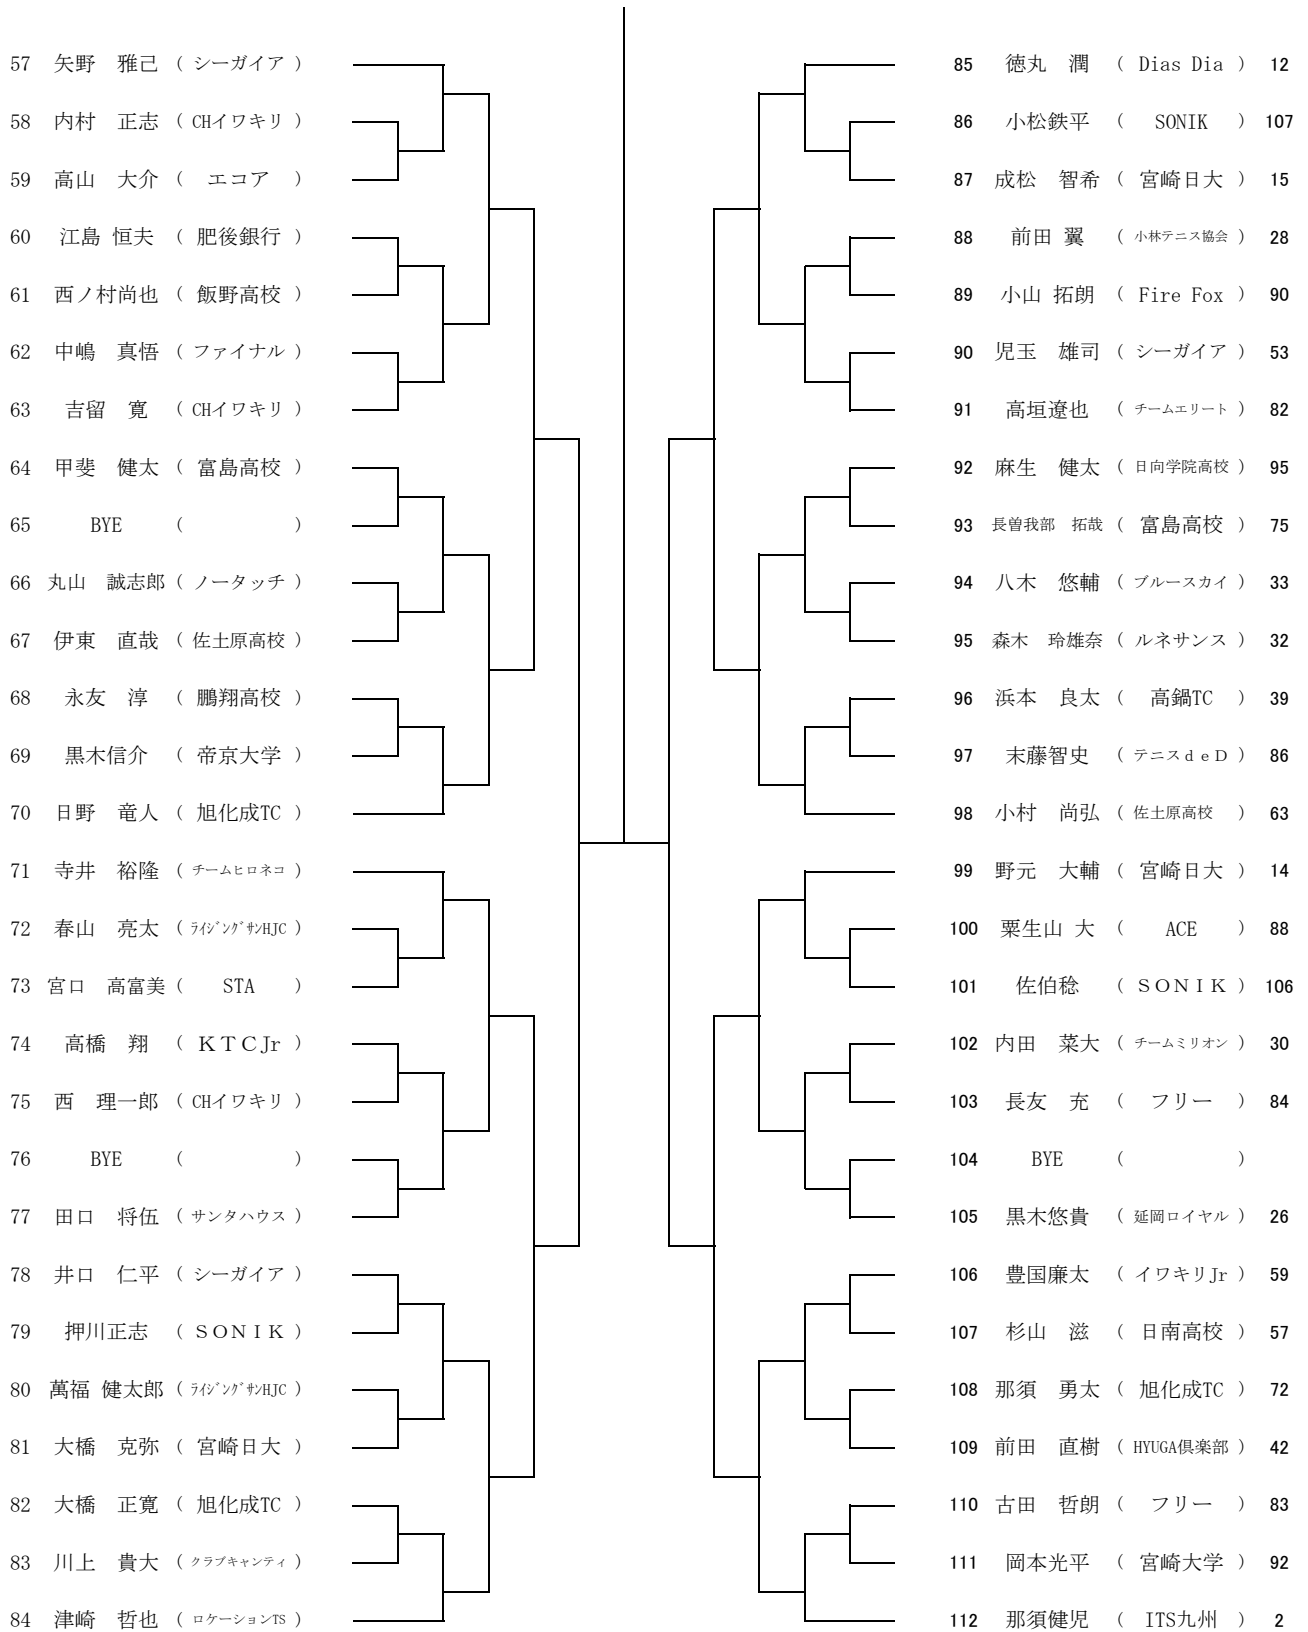 57 矢野 雅己 ( シーガイア )
58 内村 正志 ( CHイワキリ )
59 高山 大介 ( エコア )
60 江島 恒夫 ( 肥後銀行 )
61 西ノ村尚也 ( 飯野高校 )
62 中嶋 真悟 ( ファイナル )
63 吉留 寛 ( CHイワキリ )
64 甲斐 健太 ( 富島高校 )
65 BYE ( )
66 丸山 誠志郎 ( ノータッチ )
67 伊東 直哉 ( 佐土原高校 )
68 永友 淳 ( 鵬翔高校 )
69 黒木信介 ( 帝京大学 )
70 日野 竜人 ( 旭化成TC )
71 寺井 裕隆 ( チームヒロネコ )
72 春山 亮太 ( ﾗｲｼﾞﾝｸﾞｻﾝHJC )
73 宮口 高富美 ( STA )
74 高橋 翔 ( ＫＴＣJr )
75 西 理一郎 ( CHイワキリ )
76 BYE ( )
77 田口 将伍 ( サンタハウス )
78 井口 仁平 ( シーガイア )
79 押川正志 ( ＳＯＮＩＫ )
80 萬福 健太郎 ( ﾗｲｼﾞﾝｸﾞｻﾝHJC )
81 大橋 克弥 ( 宮崎日大 )
82 大橋 正寛 ( 旭化成TC )
83 川上 貴大 ( クラブキャンティ )
84 津崎 哲也 ( ロケーションTS )
85 徳丸 潤 ( Dias Dia ) 12
86 小松鉄平 ( SONIK ) 107
87 成松 智希 ( 宮崎日大 ) 15
88 前田 翼 ( 小林テニス協会 ) 28
89 小山 拓朗 ( Fire Fox ) 90
90 児玉 雄司 ( シーガイア ) 53
91 高垣遼也 ( チームエリート ) 82
92 麻生 健太 ( 日向学院高校 ) 95
93 長曽我部 拓哉 ( 富島高校 ) 75
94 八木 悠輔 ( ブルースカイ ) 33
95 森木 玲雄奈 ( ルネサンス ) 32
96 浜本 良太 ( 高鍋TC ) 39
97 末藤智史 ( テニスｄｅＤ ) 86
98 小村 尚弘 ( 佐土原高校 ) 63
99 野元 大輔 ( 宮崎日大 ) 14
100 粟生山 大 ( ACE ) 88
101 佐伯稔 ( ＳＯＮＩＫ ) 106
102 内田 菜大 ( チームミリオン ) 30
103 長友 充 ( フリー ) 84
104 BYE ( )
105 黒木悠貴 ( 延岡ロイヤル ) 26
106 豊国廉太 ( イワキリJr ) 59
107 杉山 滋 ( 日南高校 ) 57
108 那須 勇太 ( 旭化成TC ) 72
109 前田 直樹 ( HYUGA倶楽部 ) 42
110 古田 哲朗 ( フリー ) 83
111 岡本光平 ( 宮崎大学 ) 92
112 那須健児 ( ITS九州 ) 2